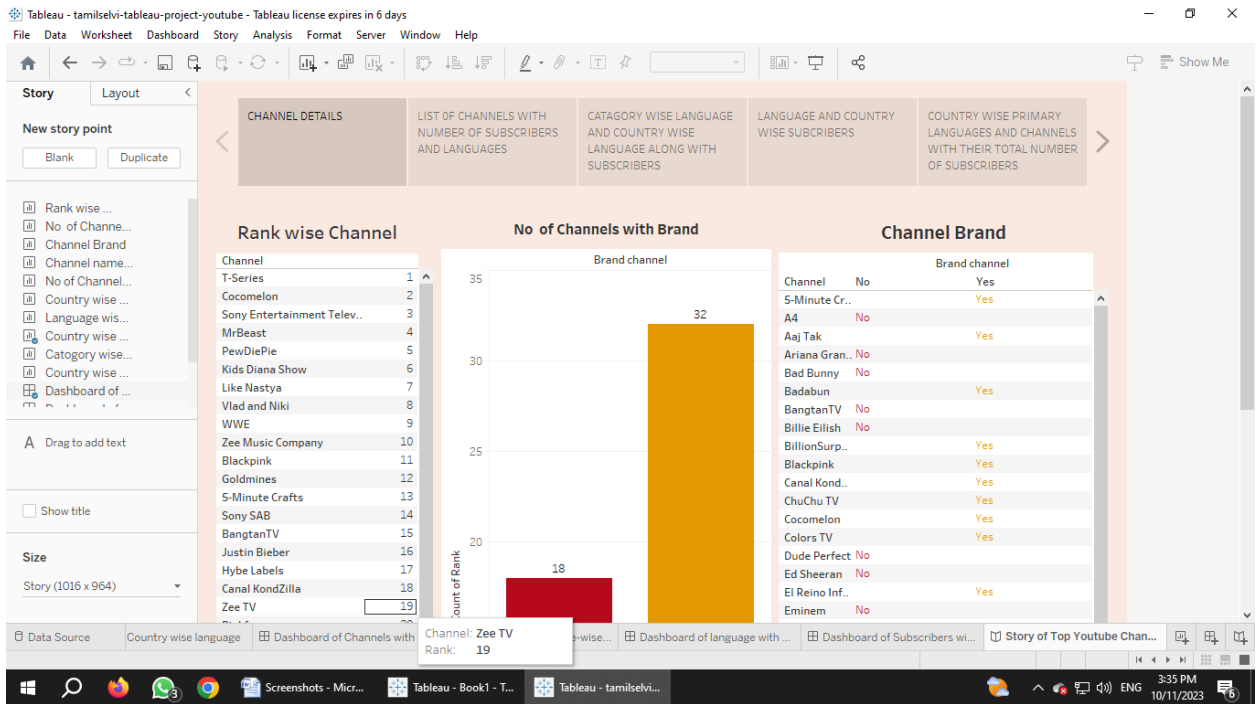 Tableau - tamilselvi-tableau-project-youtube - Tableau license expires in 6 days
File Data Worksheet Dashboard Story Analysis Format Server Window Help
Show Me
Story Layout
New story point
Blank Duplicate
Rank wise ...
No of Channe...
Channel Brand
Channel name...
No of Channel...
Country wise ...
Language wis...
Country wise ...
Catogory wise...
Country wise ...
Dashboard of ...
A Drag to add text
Show title
Size
Story (1016 x 964)
CHANNEL DETAILS
LIST OF CHANNELS WITH
NUMBER OF SUBSCRIBERS
AND LANGUAGES
CATAGORY WISE LANGUAGE
AND COUNTRY WISE
LANGUAGE ALONG WITH
SUBSCRIBERS
LANGUAGE AND COUNTRY
WISE SUBCRIBERS
COUNTRY WISE PRIMARY
LANGUAGES AND CHANNELS
WITH THEIR TOTAL NUMBER
OF SUBSCRIBERS
Rank wise Channel
Channel
T-Series 1
Cocomelon 2
Sony Entertainment Telev.. 3
MrBeast 4
PewDiePie 5
Kids Diana Show 6
Like Nastya 7
Vlad and Niki 8
WWE 9
Zee Music Company 10
Blackpink 11
Goldmines 12
5-Minute Crafts 13
Sony SAB 14
BangtanTV 15
Justin Bieber 16
Hybe Labels 17
Canal KondZilla 18
Zee TV 19
Channel: Zee TV
Rank: 19
No of Channels with Brand
Brand channel
35
30
25
20
Count of Rank
18
32
Channel Brand
Brand channel
Channel No Yes
5-Minute Cr.. Yes
A4 No
Aaj Tak Yes
Ariana Gran.. No
Bad Bunny No
Badabun Yes
BangtanTV No
Billie Eilish No
BillionSurp.. Yes
Blackpink Yes
Canal Kond.. Yes
ChuChu TV Yes
Cocomelon Yes
Colors TV Yes
Dude Perfect No
Ed Sheeran No
El Reino Inf.. Yes
Eminem No
Data Source Country wise language Dashboard of Channels with e-wise... Dashboard of language with ... Dashboard of Subscribers wi... Story of Top Youtube Chan...
3 Screenshots - Micr... Tableau - Book1 - T... Tableau - tamilselvi... ENG 3:35 PM
10/11/2023 6